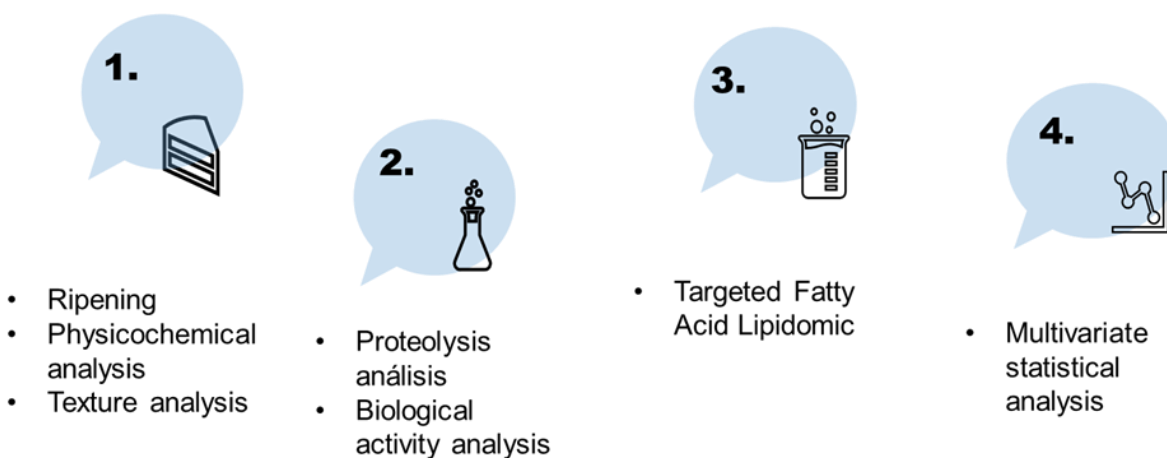 1.
• Ripening
• Physicochemical
analysis
• Texture analysis
2.
• Proteolysis
análisis
• Biological
activity analysis
3.
• Targeted Fatty
Acid Lipidomic
4.
• Multivariate
statistical
analysis